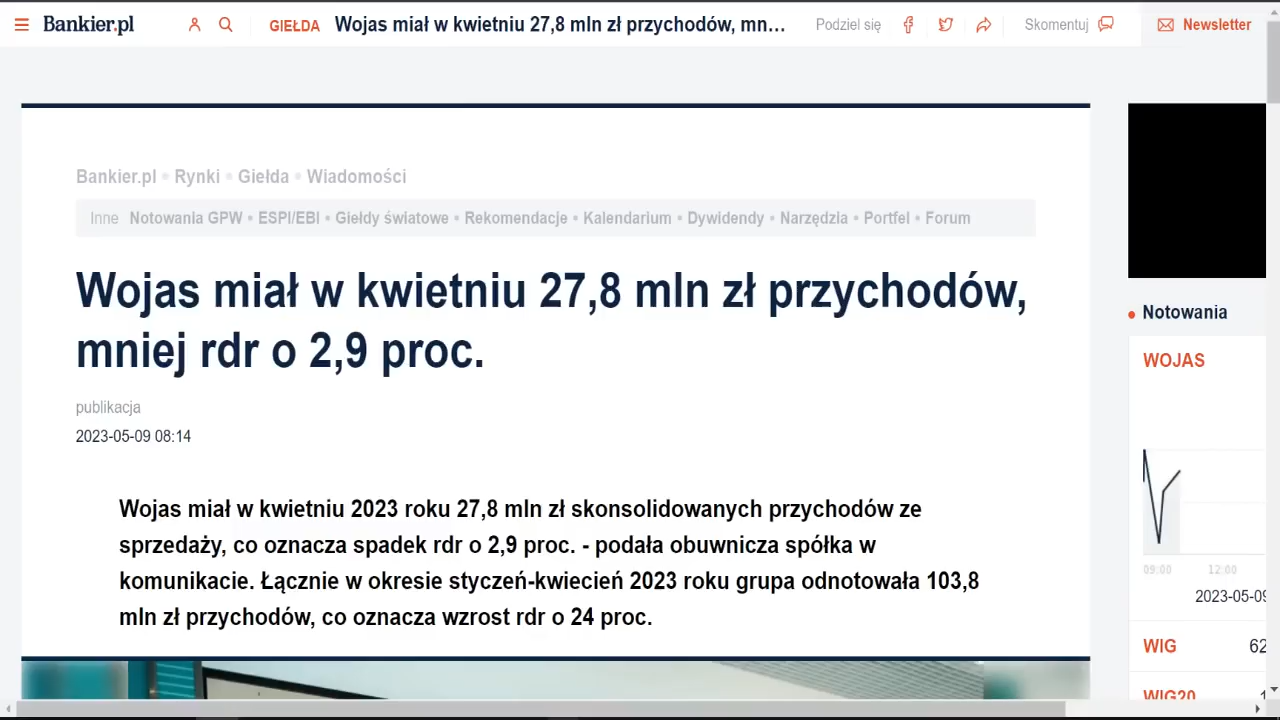 Bankier.pl GIEŁDA Wojas miał w kwietniu 27,8 mln zł przychodów, mn... Podziel się Skomentuj Newsletter
Bankier.pl • Rynki • Giełda • Wiadomości
Inne Notowania GPW • ESPI/EBI • Giełdy światowe • Rekomendacje • Kalendarium • Dywidendy • Narzędzia • Portfel • Forum
Wojas miał w kwietniu 27,8 mln zł przychodów,
mniej rdr o 2,9 proc.
publikacja
2023-05-09 08:14
Wojas miał w kwietniu 2023 roku 27,8 mln zł skonsolidowanych przychodów ze
sprzedaży, co oznacza spadek rdr o 2,9 proc. - podała obuwnicza spółka w
komunikacie. Łącznie w okresie styczeń-kwiecień 2023 roku grupa odnotowała 103,8
mln zł przychodów, co oznacza wzrost rdr o 24 proc.
• Notowania
WOJAS
09:00 12:00
2023-05-09
WIG 62
WIG20